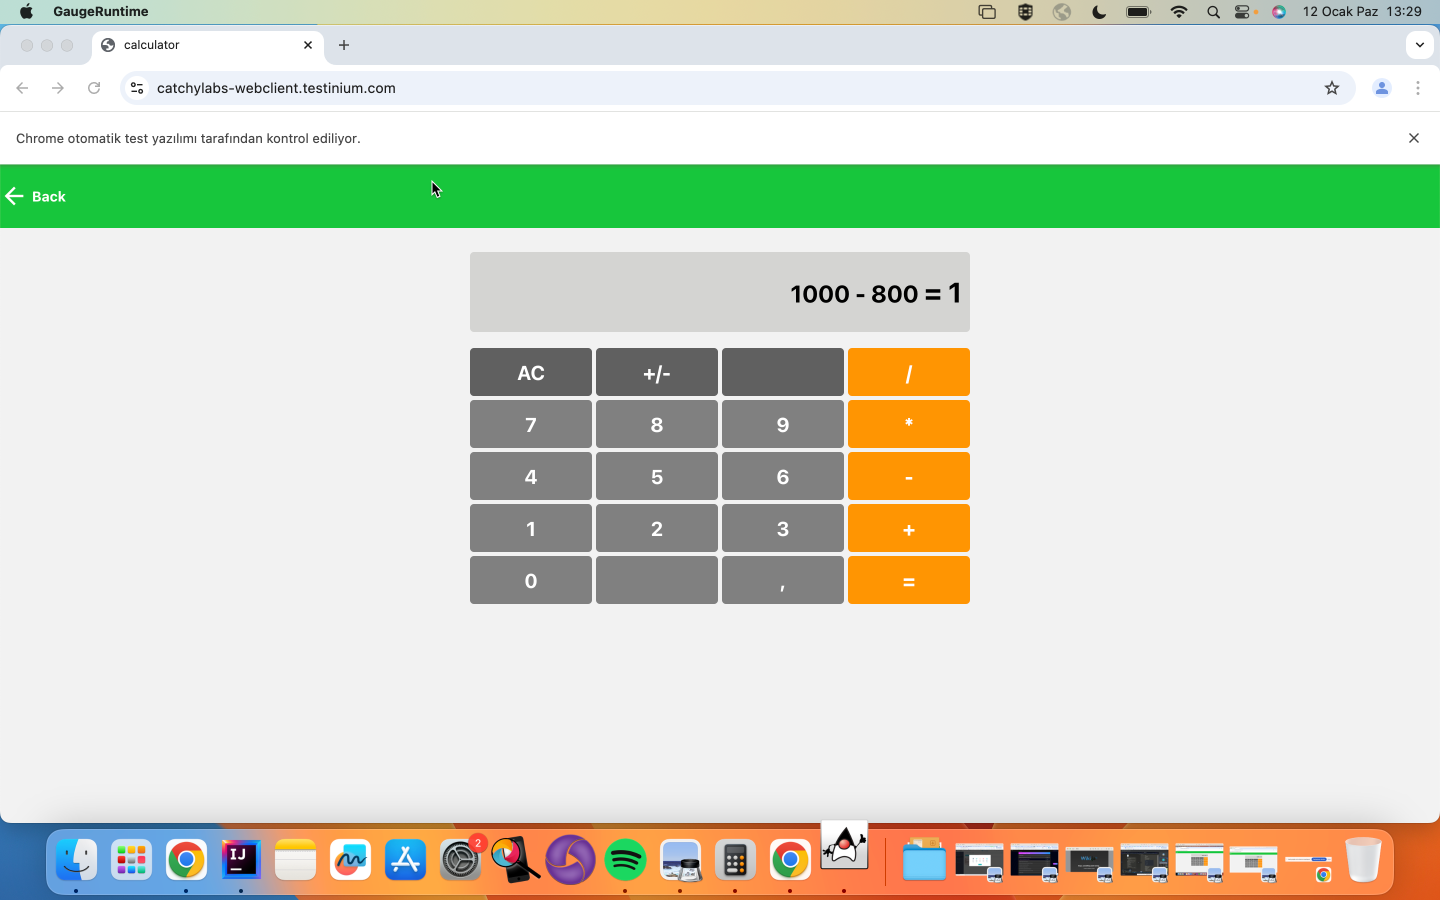 GaugeRuntime
12 Ocak Paz 13:29
calculator
catchylabs-webclient.testinium.com
Chrome otomatik test yazılımı tarafından kontrol ediliyor.
Back
1000 - 800 = 1
AC +/- /
7 8 9 *
4 5 6 -
1 2 3 +
0 , =
2
IJ